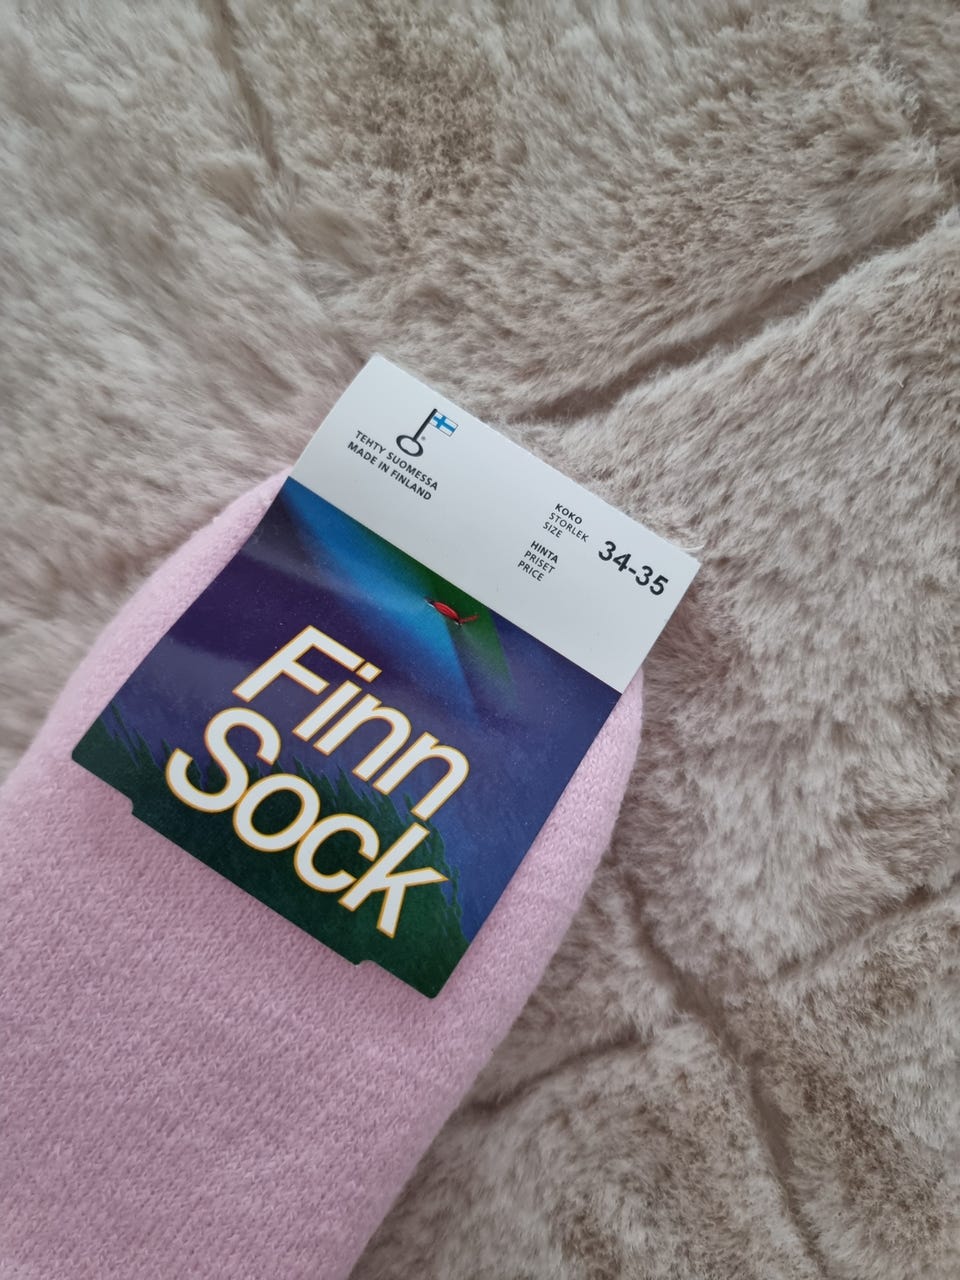 TEHTY SUOMESSA
MADE IN FINLAND
KOKO
STORLEK
SIZE
34-35
HINTA
PRISET
PRICE
Finn
Sock